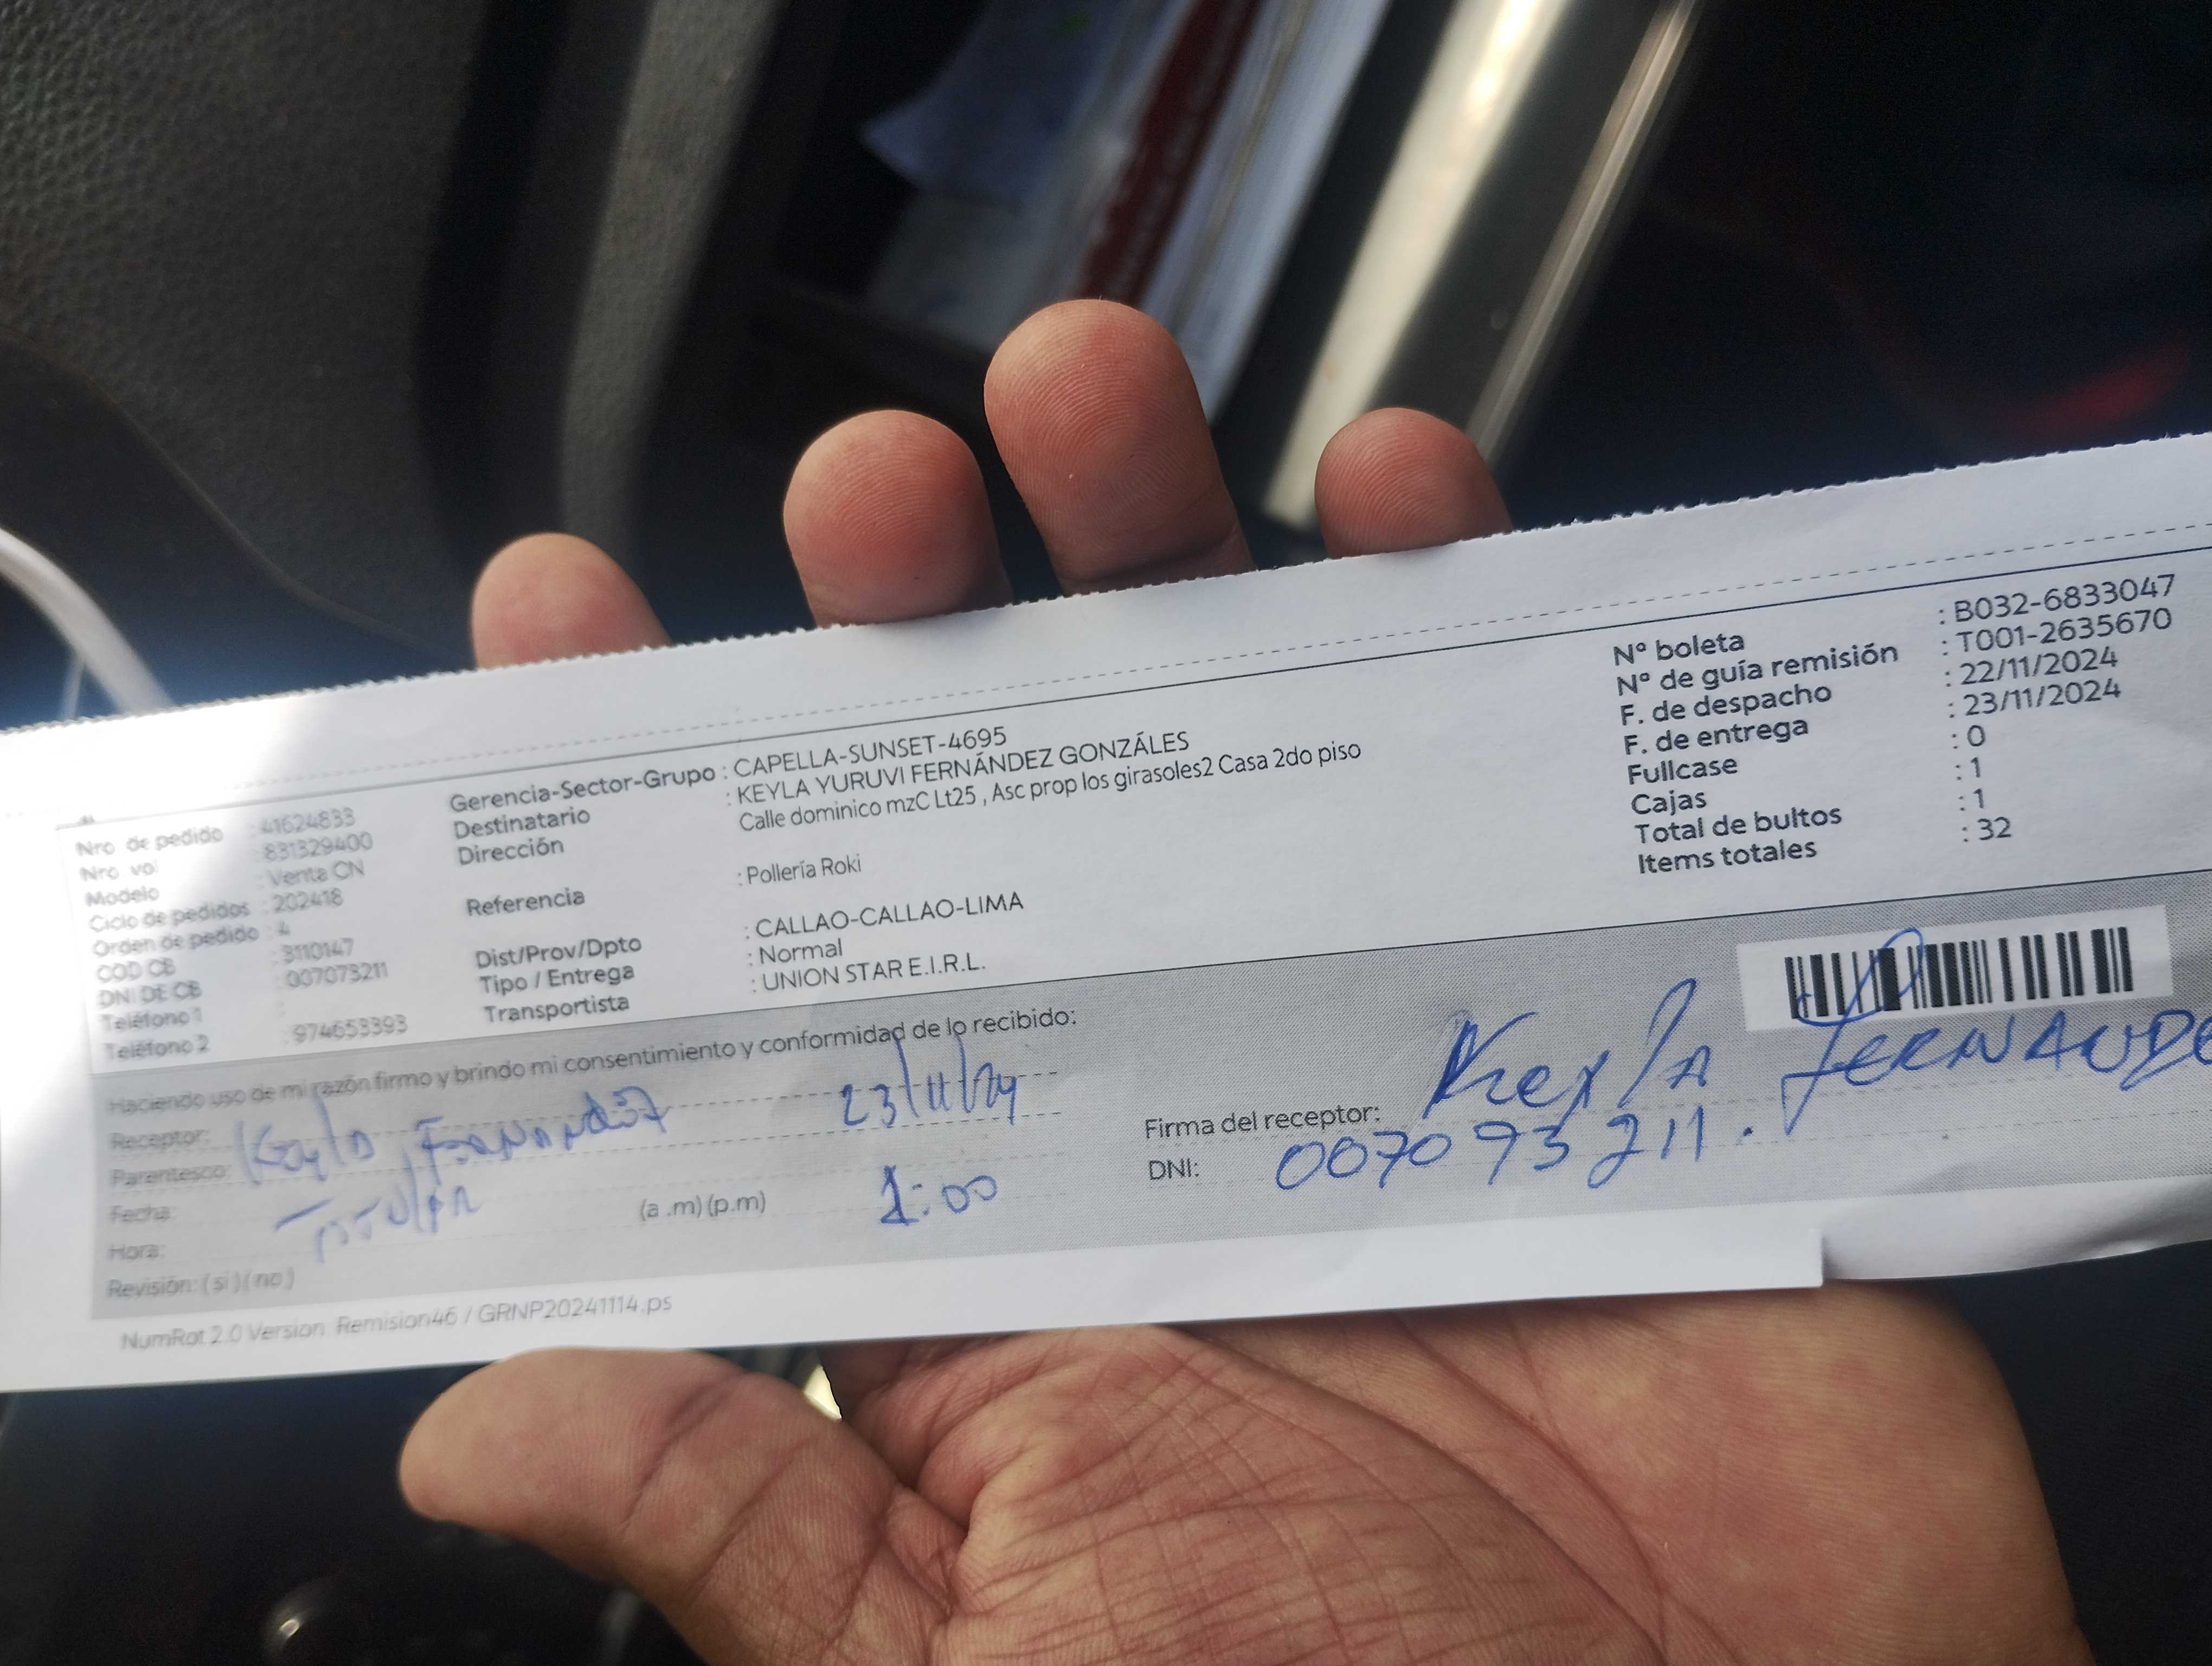 Nro de pedido : 41624833
Nro vol : 831329400
Modelo : Venta CN
Ciclo de pedidos : 202418
Orden de pedido : 4
COD CB : 3110147
DNI DE CB : 007073211
Teléfono 1 :
Teléfono 2 : 974653393
Gerencia-Sector-Grupo : CAPELLA-SUNSET-4695
Destinatario : KEYLA YURUVI FERNÁNDEZ GONZÁLES
Dirección : Calle dominico mzC Lt25 , Asc prop los girasoles2 Casa 2do piso
Referencia : Pollería Roki
Dist/Prov/Dpto : CALLAO-CALLAO-LIMA
Tipo / Entrega : Normal
Transportista : UNION STAR E.I.R.L.
N° boleta : B032-6833047
N° de guía remisión : T001-2635670
F. de despacho : 22/11/2024
F. de entrega : 23/11/2024
Fullcase : 0
Cajas : 1
Total de bultos : 1
Items totales : 32
Haciendo uso de mi razón firmo y brindo mi consentimiento y conformidad de lo recibido:
Receptor: Keyla Fernandez 23/11/24
Parentesco: Titular
Fecha:
Hora: (a .m) (p.m) 1:00
Revisión: ( si ) ( no )
Firma del receptor: Keyla FERNANDE
DNI: 007093211.
NumRot 2.0 Version: Remision46 / GRNP20241114.ps